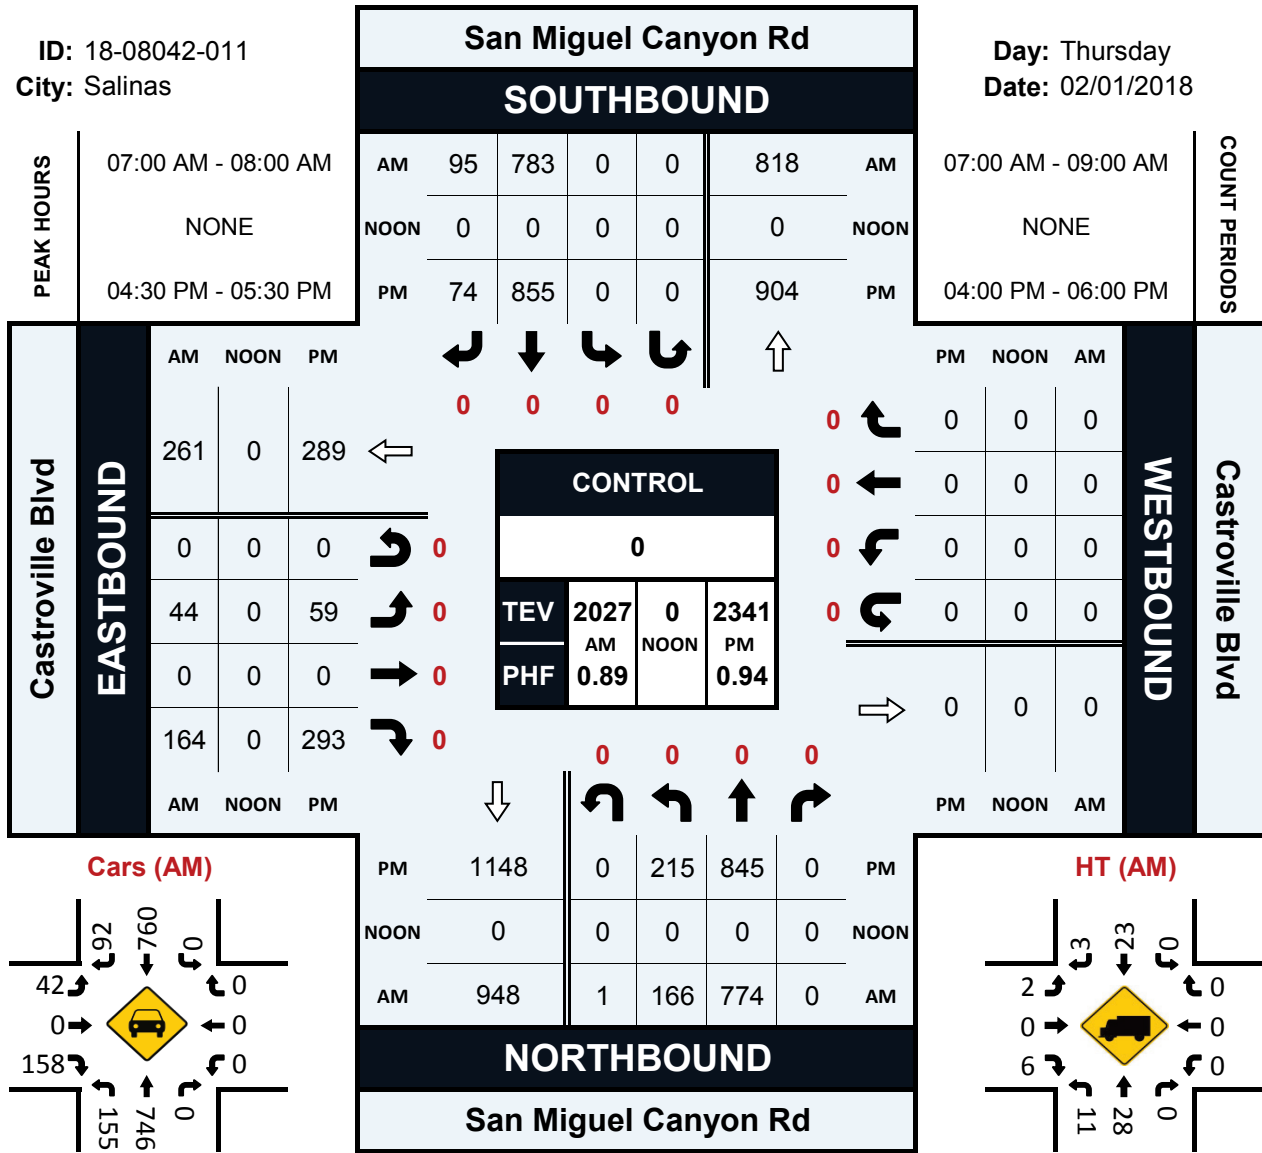 San Miguel Canyon Rd
ID: 18-08042-011
Day: Thursday
City: Salinas
Date: 02/01/2018
SOUTHBOUND
PEAK HOURS
07:00 AM - 08:00 AM
NONE
04:30 PM - 05:30 PM
AM 95 783 0 0 818 AM
NOON 0 0 0 0 0 NOON
PM 74 855 0 0 904 PM
07:00 AM - 09:00 AM
NONE
04:00 PM - 06:00 PM
COUNT PERIODS
0 0 0 0
Castroville Blvd
EASTBOUND
AM NOON PM
261 0 289
0 0 0 0
44 0 59 0
0 0 0 0
164 0 293 0
AM NOON PM
CONTROL
0
TEV 2027 0 2341
AM NOON PM
PHF 0.89 0.94
PM NOON AM
0 0 0 0
0 0 0 0
0 0 0 0
0 0 0 0
0 0 0
PM NOON AM
WESTBOUND
Castroville Blvd
0 0 0 0
PM 1148 0 215 845 0 PM
NOON 0 0 0 0 0 NOON
AM 948 1 166 774 0 AM
NORTHBOUND
San Miguel Canyon Rd
Cars (AM)
92 760 0
42 0
0 0
158 0
155 746 0
HT (AM)
3 23 0
2 0
0 0
6 0
11 28 0